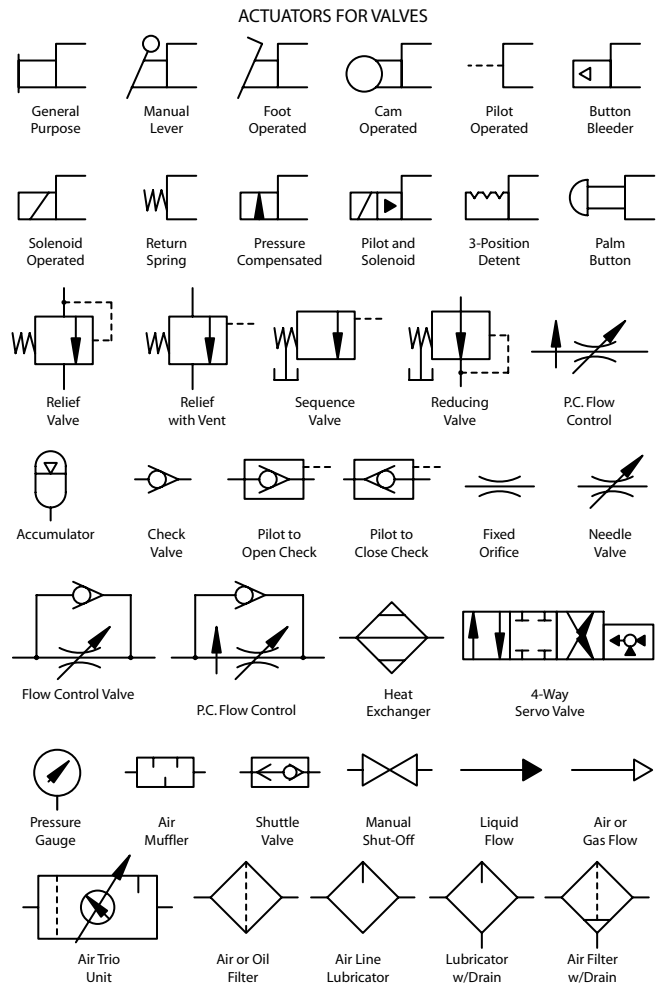 ACTUATORS FOR VALVES
General
Purpose
Manual
Lever
Foot
Operated
Cam
Operated
Pilot
Operated
Button
Bleeder
Solenoid
Operated
Return
Spring
Pressure
Compensated
Pilot and
Solenoid
3-Position
Detent
Palm
Button
Relief
Valve
Relief
with Vent
Sequence
Valve
Reducing
Valve
P.C. Flow
Control
Accumulator
Check
Valve
Pilot to
Open Check
Pilot to
Close Check
Fixed
Orifice
Needle
Valve
Flow Control Valve
P.C. Flow Control
Heat
Exchanger
4-Way
Servo Valve
Pressure
Gauge
Air
Muffler
Shuttle
Valve
Manual
Shut-Off
Liquid
Flow
Air or
Gas Flow
Air Trio
Unit
Air or Oil
Filter
Air Line
Lubricator
Lubricator
w/Drain
Air Filter
w/Drain